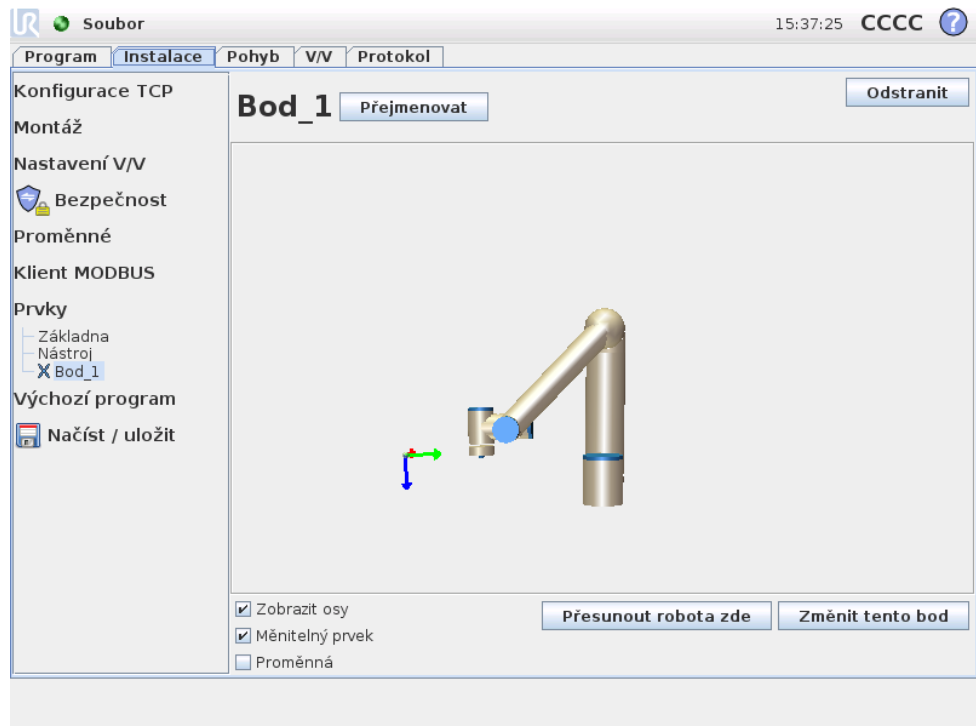 UR Soubor 15:37:25 CCCC ?
Program Instalace Pohyb V/V Protokol
Konfigurace TCP
Montáž
Nastavení V/V
Bezpečnost
Proměnné
Klient MODBUS
Prvky
Základna
Nástroj
Bod_1
Výchozí program
Načíst / uložit
Bod_1 Přejmenovat Odstranit
Zobrazit osy
Měnitelný prvek
Proměnná
Přesunout robota zde Změnit tento bod